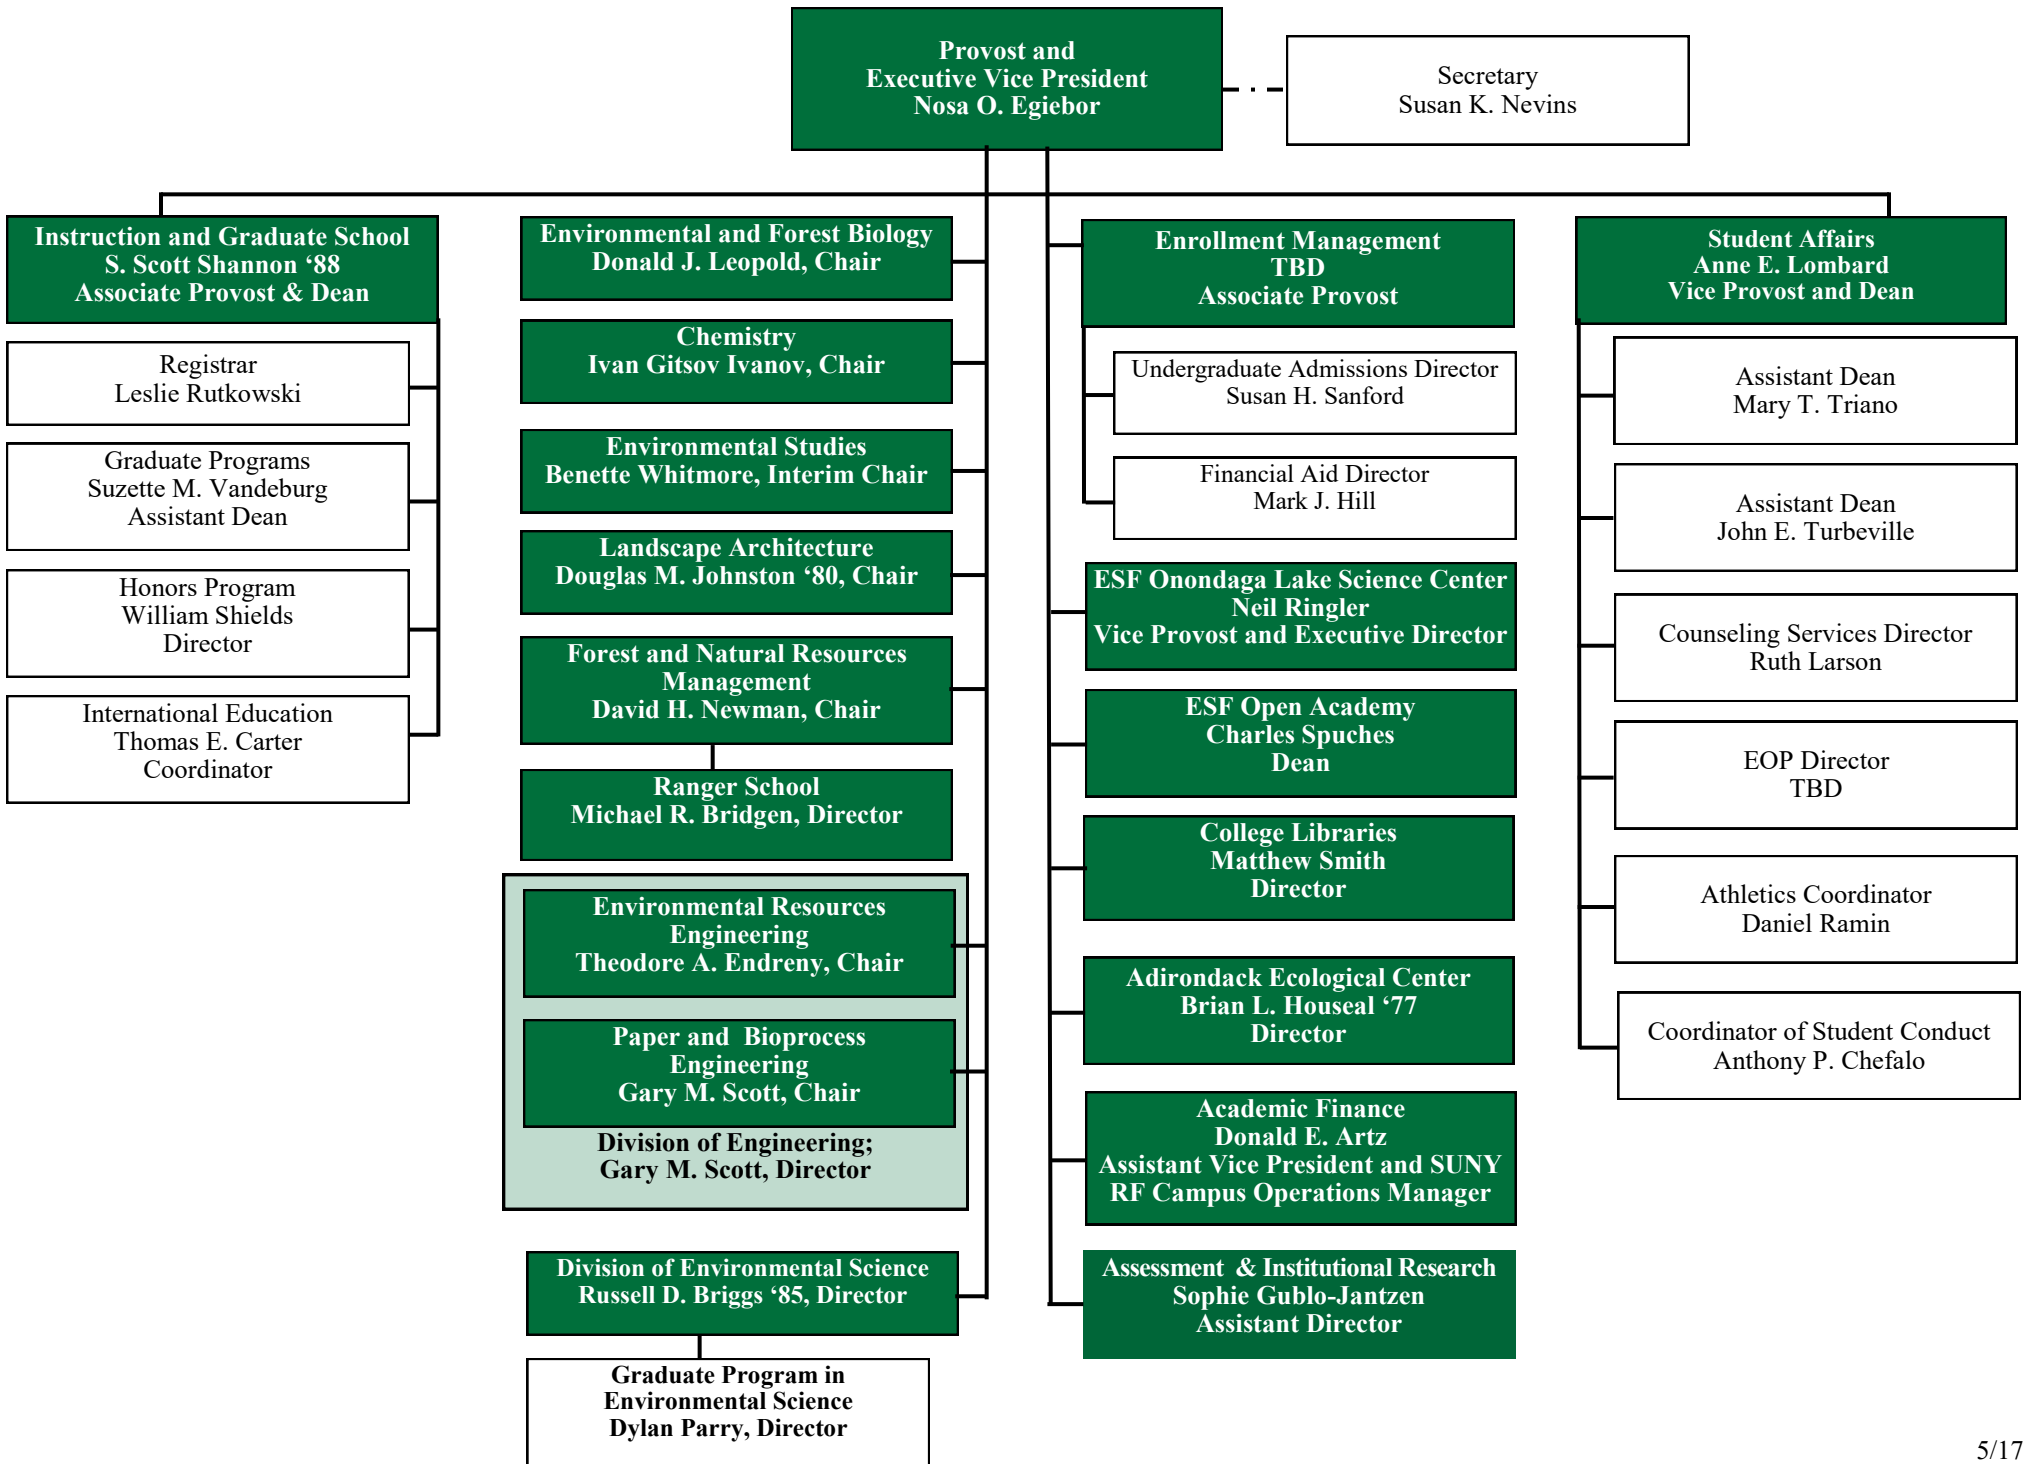 Provost and
Executive Vice President
Nosa O. Egiebor
Secretary
Susan K. Nevins
Instruction and Graduate School
S. Scott Shannon ‘88
Associate Provost & Dean
Registrar
Leslie Rutkowski
Graduate Programs
Suzette M. Vandeburg
Assistant Dean
Honors Program
William Shields
Director
International Education
Thomas E. Carter
Coordinator
Environmental and Forest Biology
Donald J. Leopold, Chair
Chemistry
Ivan Gitsov Ivanov, Chair
Environmental Studies
Benette Whitmore, Interim Chair
Landscape Architecture
Douglas M. Johnston ‘80, Chair
Forest and Natural Resources
Management
David H. Newman, Chair
Ranger School
Michael R. Bridgen, Director
Environmental Resources
Engineering
Theodore A. Endreny, Chair
Paper and  Bioprocess
Engineering
Gary M. Scott, Chair
Division of Engineering;
Gary M. Scott, Director
Division of Environmental Science
Russell D. Briggs ‘85, Director
Graduate Program in
Environmental Science
Dylan Parry, Director
Enrollment Management
TBD
Associate Provost
Undergraduate Admissions Director
Susan H. Sanford
Financial Aid Director
Mark J. Hill
ESF Onondaga Lake Science Center
Neil Ringler
Vice Provost and Executive Director
ESF Open Academy
Charles Spuches
Dean
College Libraries
Matthew Smith
Director
Adirondack Ecological Center
Brian L. Houseal ‘77
Director
Academic Finance
Donald E. Artz
Assistant Vice President and SUNY
RF Campus Operations Manager
Assessment  & Institutional Research
Sophie Gublo-Jantzen
Assistant Director
Student Affairs
Anne E. Lombard
Vice Provost and Dean
Assistant Dean
Mary T. Triano
Assistant Dean
John E. Turbeville
Counseling Services Director
Ruth Larson
EOP Director
TBD
Athletics Coordinator
Daniel Ramin
Coordinator of Student Conduct
Anthony P. Chefalo
5/17